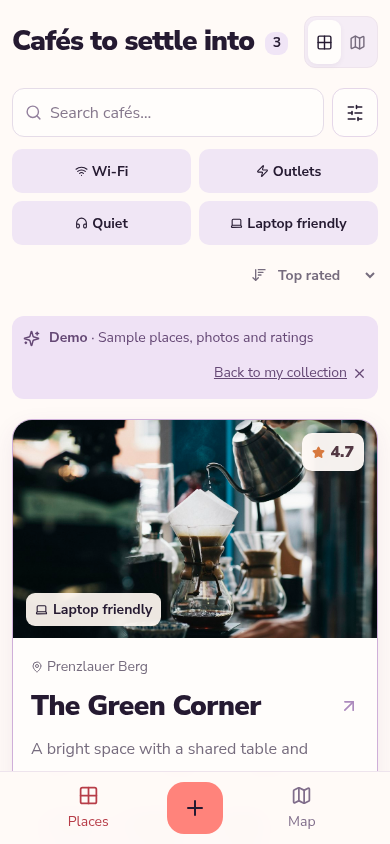 Cafés to settle into 3
Search cafés...
Wi-Fi
Outlets
Quiet
Laptop friendly
Top rated
Demo · Sample places, photos and ratings
Back to my collection
4.7
Laptop friendly
Prenzlauer Berg
The Green Corner
A bright space with a shared table and
Places
Map